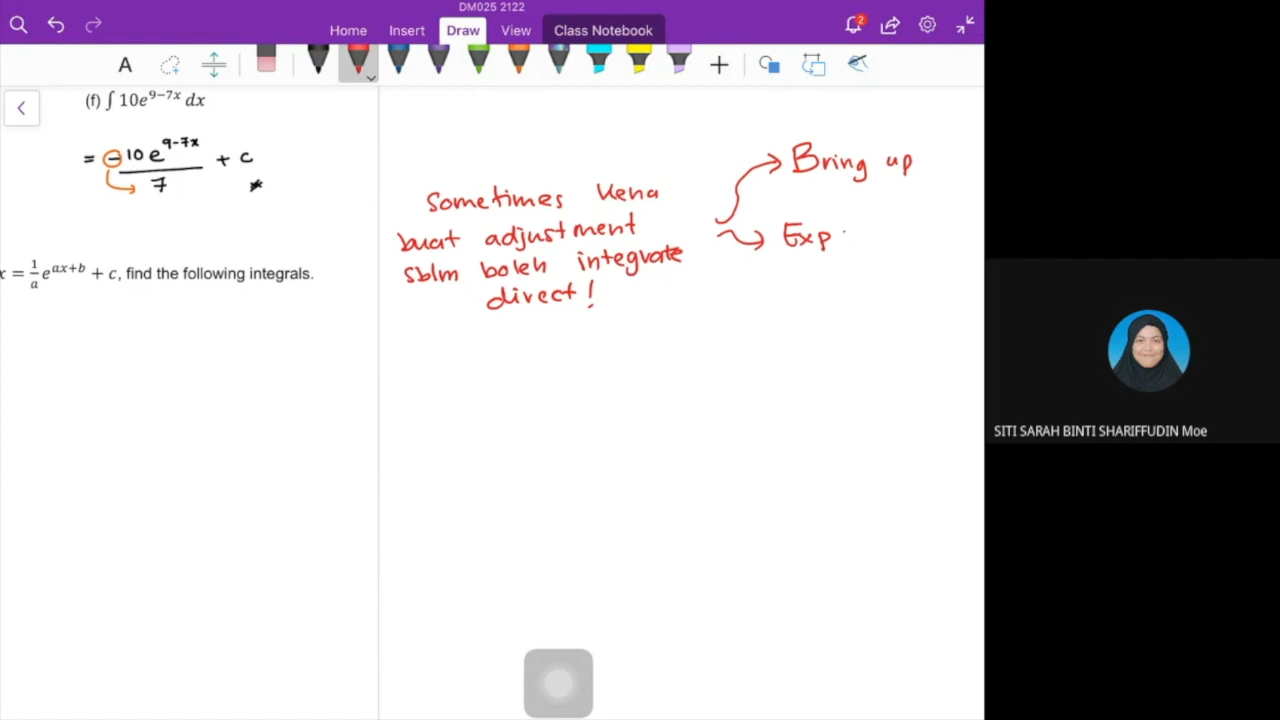 DM025 2122
Home Insert Draw View Class Notebook
2
A
(f) ∫ 10e^{9−7x} dx
= −10e^{9-7x}/7 + c
x = 1/a e^{ax+b} + c, find the following integrals.
Sometimes kena
buat adjustment
sblm boleh integrate
direct!
Bring up
Exp
SITI SARAH BINTI SHARIFFUDIN Moe